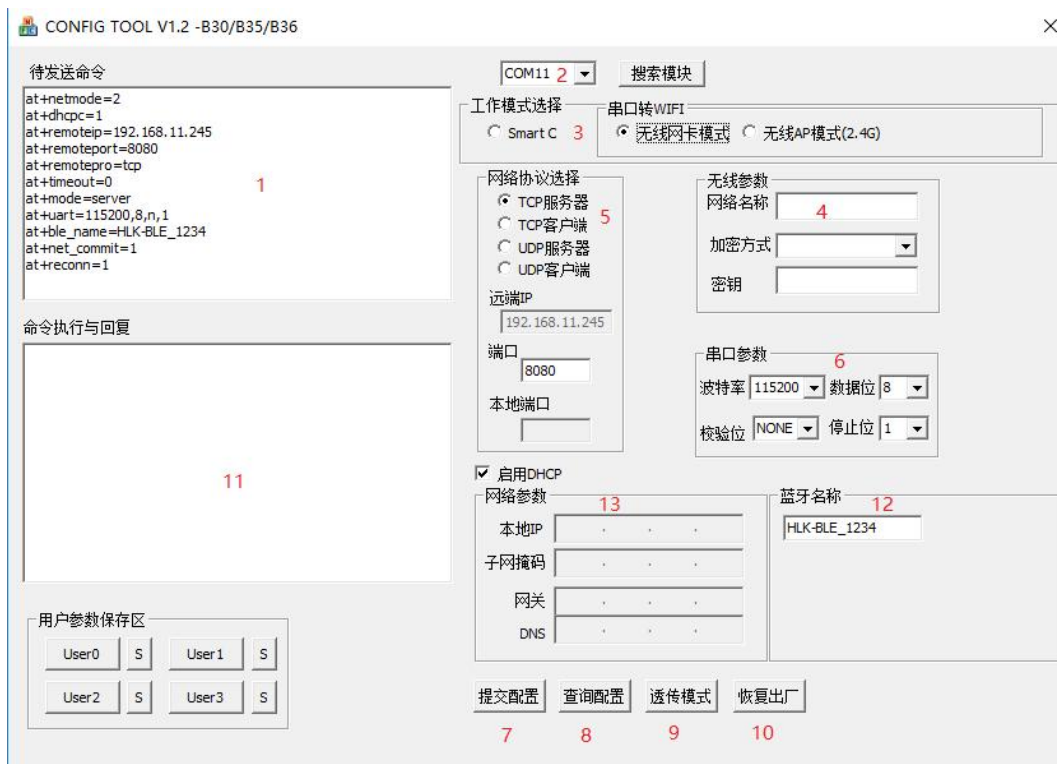 CONFIG TOOL V1.2 -B30/B35/B36
待发送命令
at+netmode=2
at+dhcpc=1
at+remoteip=192.168.11.245
at+remoteport=8080
at+remotepro=tcp
at+timeout=0
at+mode=server
at+uart=115200,8,n,1
at+ble_name=HLK-BLE_1234
at+net_commit=1
at+reconn=1
1
命令执行与回复
11
用户参数保存区
User0 S User1 S
User2 S User3 S
COM11 2 搜索模块
工作模式选择
Smart C 3
串口转WIFI
无线网卡模式 无线AP模式(2.4G)
网络协议选择
TCP服务器
TCP客户端 5
UDP服务器
UDP客户端
远端IP
192.168.11.245
端口
8080
本地端口
无线参数
网络名称 4
加密方式
密钥
串口参数 6
波特率 115200 数据位 8
校验位 NONE 停止位 1
启用DHCP
网络参数 13
本地IP . . .
子网掩码 . . .
网关 . . .
DNS . . .
蓝牙名称 12
HLK-BLE_1234
提交配置 查询配置 透传模式 恢复出厂
7 8 9 10